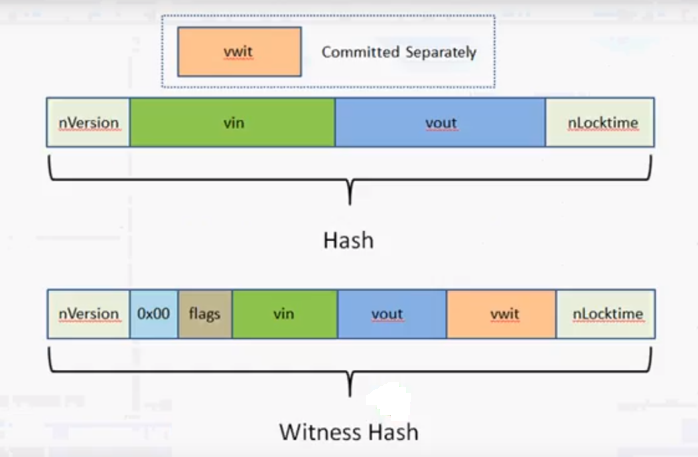 vwit Committed Separately
nVersion vin vout nLocktime
Hash
nVersion 0x00 flags vin vout vwit nLocktime
Witness Hash